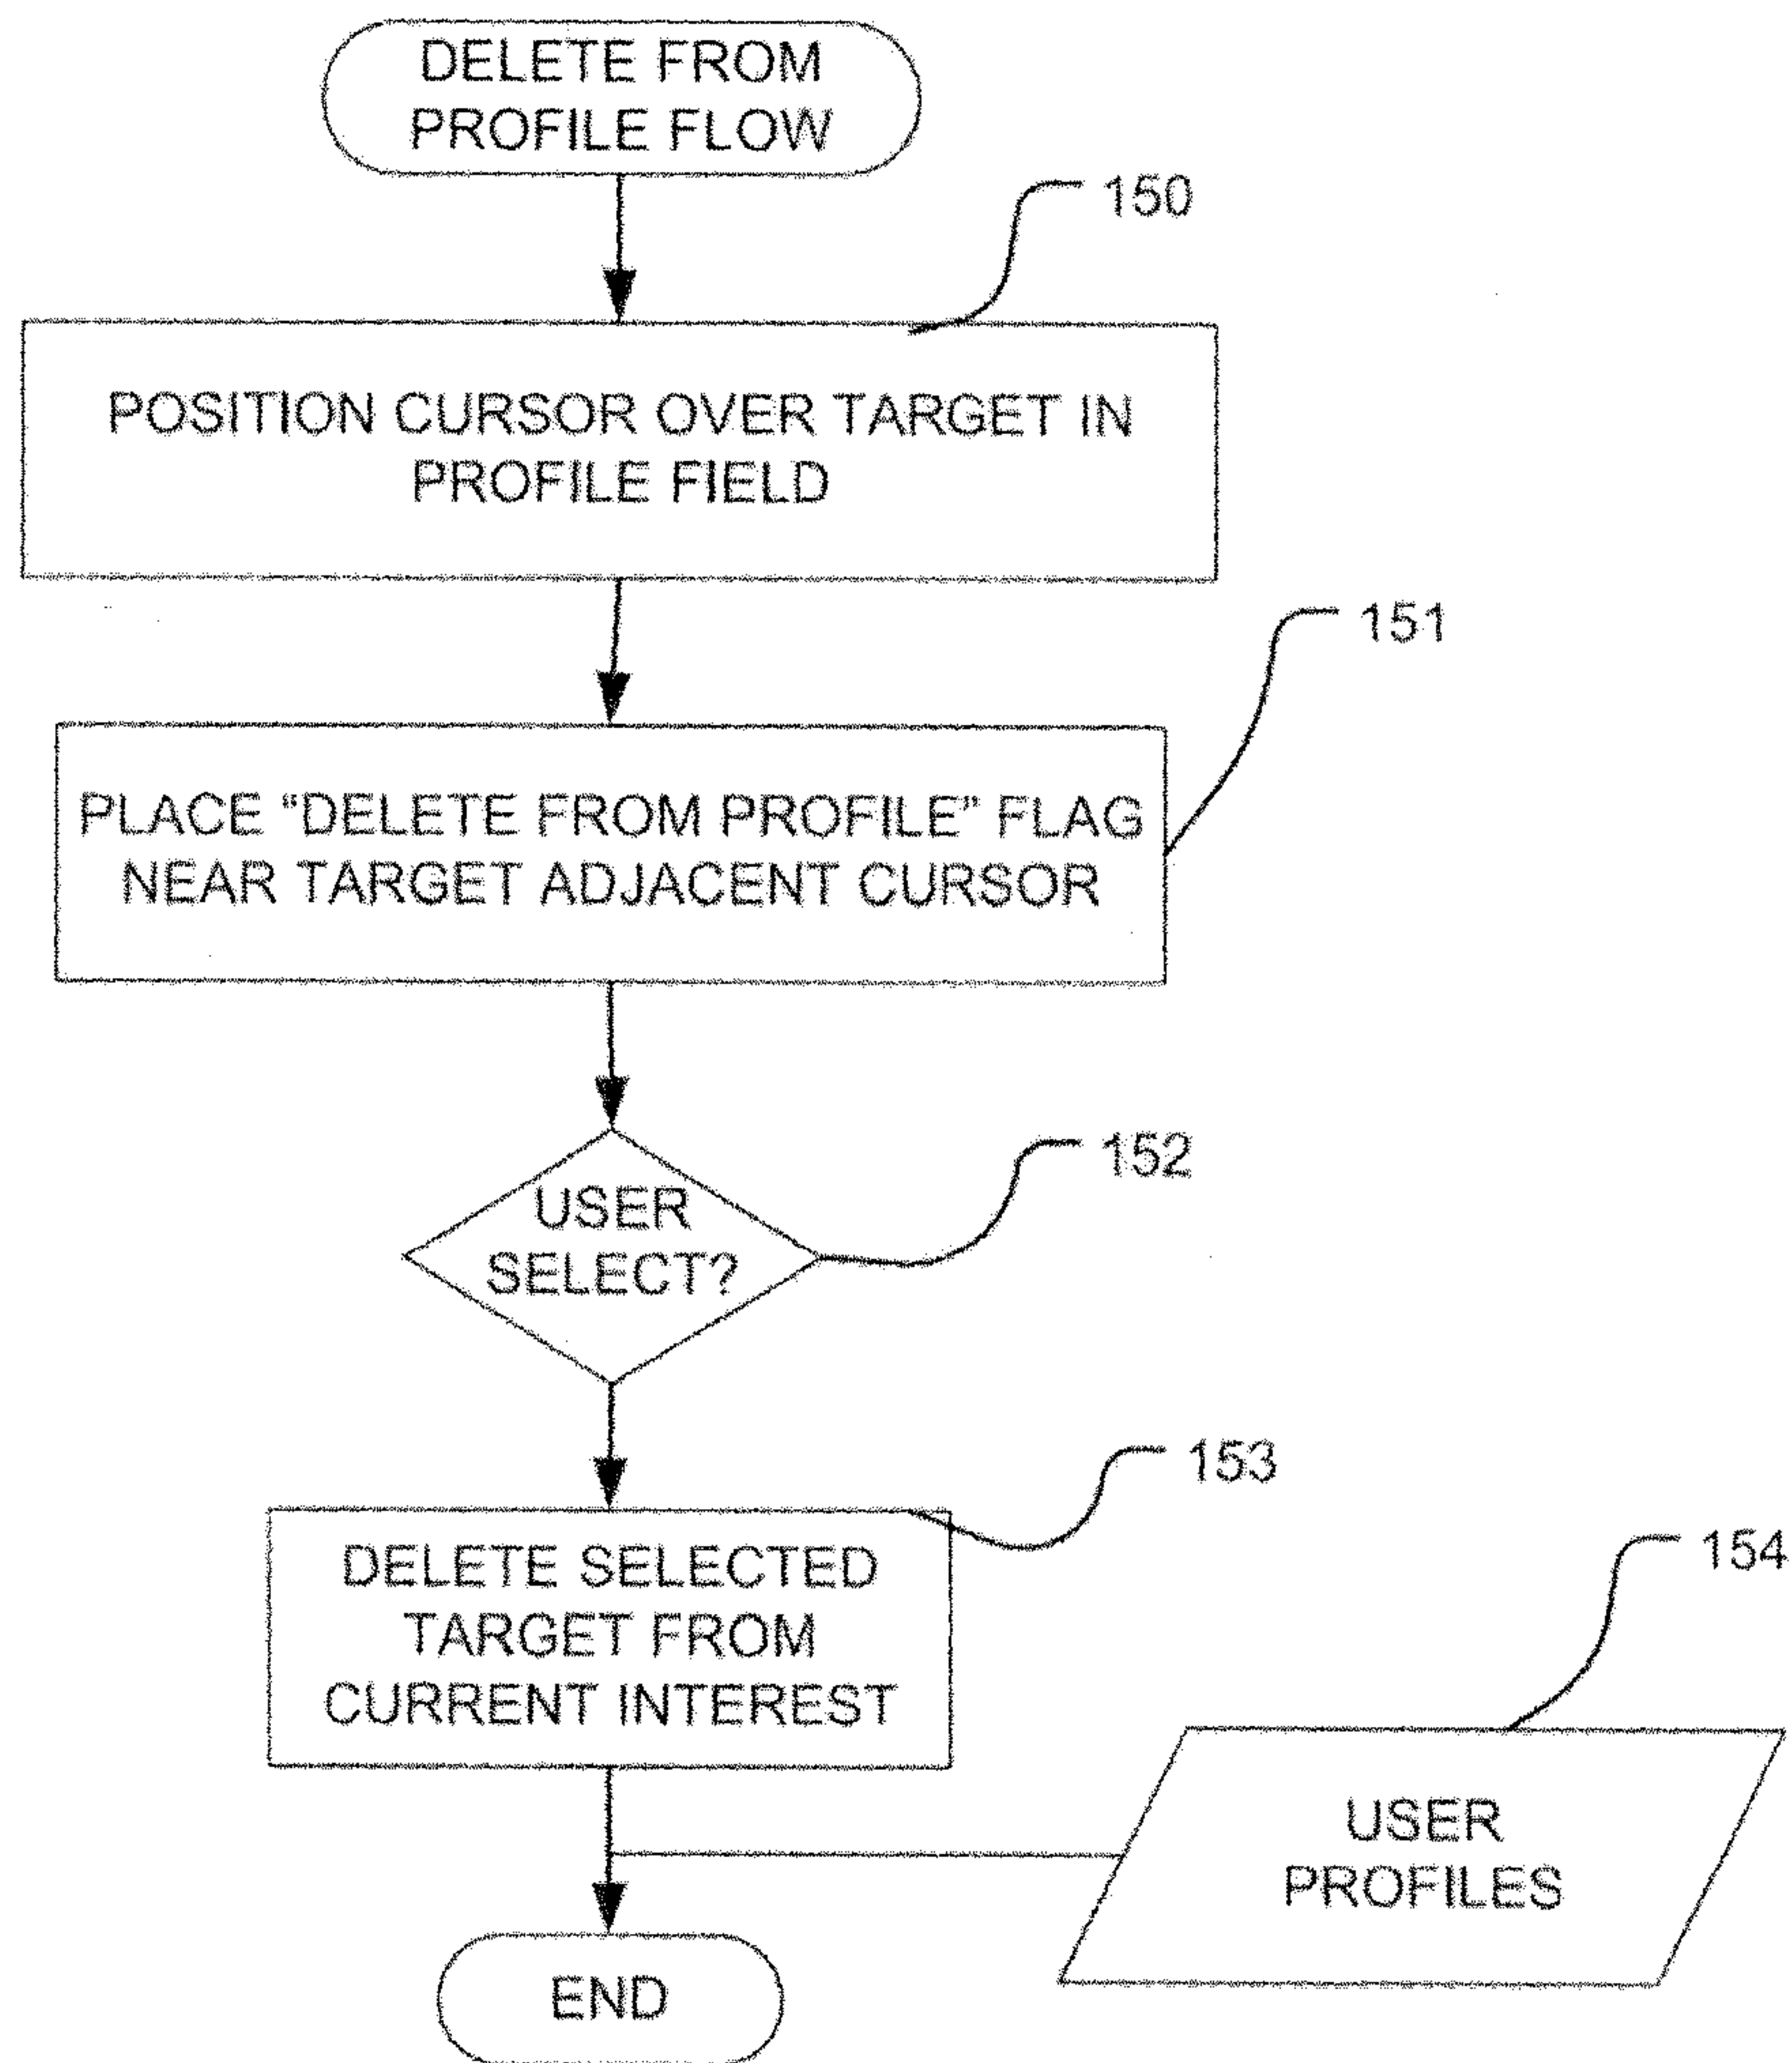 DELETE FROM
PROFILE FLOW
150
POSITION CURSOR OVER TARGET IN
PROFILE FIELD
151
PLACE “DELETE FROM PROFILE” FLAG
NEAR TARGET ADJACENT CURSOR
152
USER
SELECT?
153
DELETE SELECTED
TARGET FROM
CURRENT INTEREST
154
USER
PROFILES
END